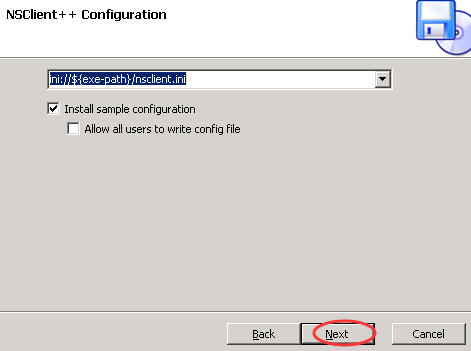 NSClient++ Configuration
ini://${exe-path}/nsclient.ini
Install sample configuration
Allow all users to write config file
Back
Next
Cancel